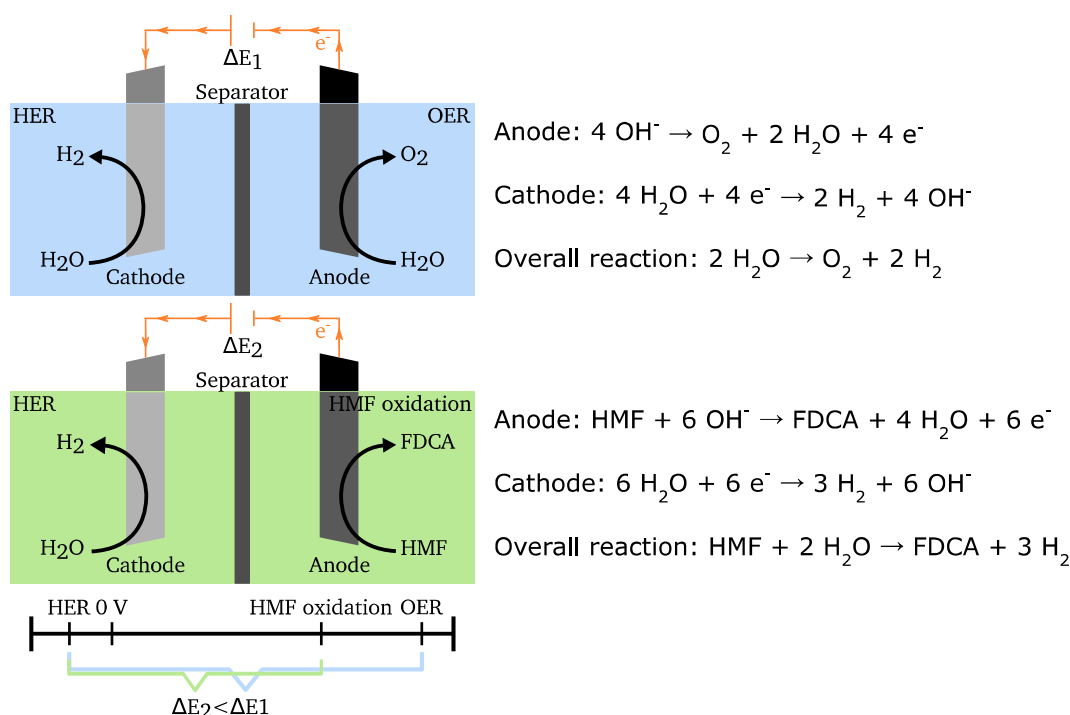 ΔE₁
e⁻
Separator
HER
OER
H₂
O₂
H₂O
H₂O
Cathode
Anode
Anode: 4 OH⁻ → O₂ + 2 H₂O + 4 e⁻
Cathode: 4 H₂O + 4 e⁻ → 2 H₂ + 4 OH⁻
Overall reaction: 2 H₂O → O₂ + 2 H₂
ΔE₂
e⁻
Separator
HER
HMF oxidation
H₂
FDCA
H₂O
HMF
Cathode
Anode
Anode: HMF + 6 OH⁻ → FDCA + 4 H₂O + 6 e⁻
Cathode: 6 H₂O + 6 e⁻ → 3 H₂ + 6 OH⁻
Overall reaction: HMF + 2 H₂O → FDCA + 3 H₂
HER 0 V HMF oxidation OER
ΔE₂<ΔE1